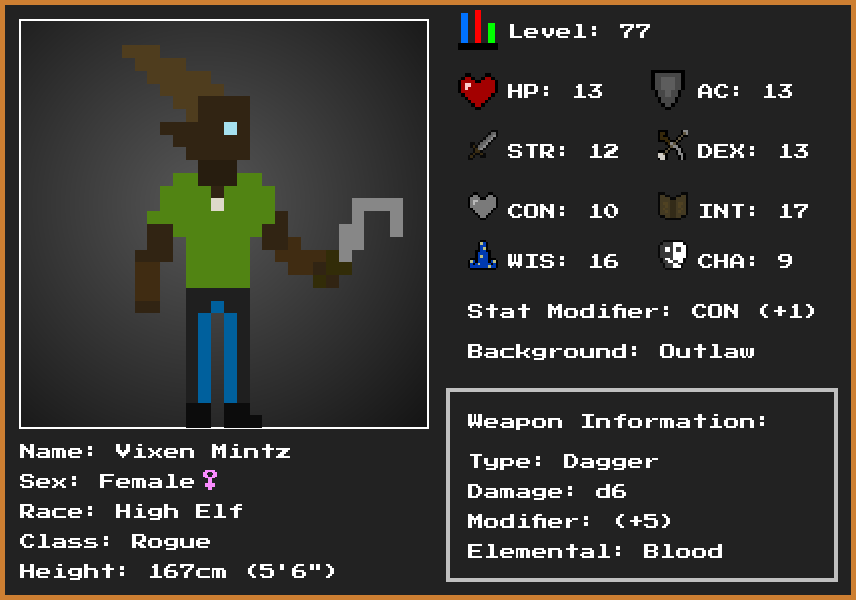 Level: 77
HP: 13
AC: 13
STR: 12
DEX: 13
CON: 10
INT: 17
WIS: 16
CHA: 9
Stat Modifier: CON (+1)
Background: Outlaw
Weapon Information:
Type: Dagger
Damage: d6
Modifier: (+5)
Elemental: Blood
Name: Vixen Mintz
Sex: Female♀
Race: High Elf
Class: Rogue
Height: 167cm (5'6")